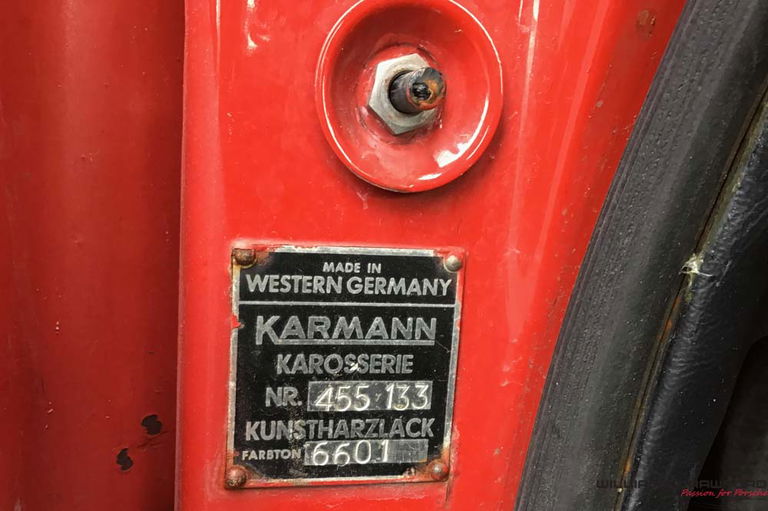 MADE IN
WESTERN GERMANY
KARMANN
KAROSSERIE
NR. 455 133
KUNSTHARZLACK
FARBTON 6601
Passion for Porsche